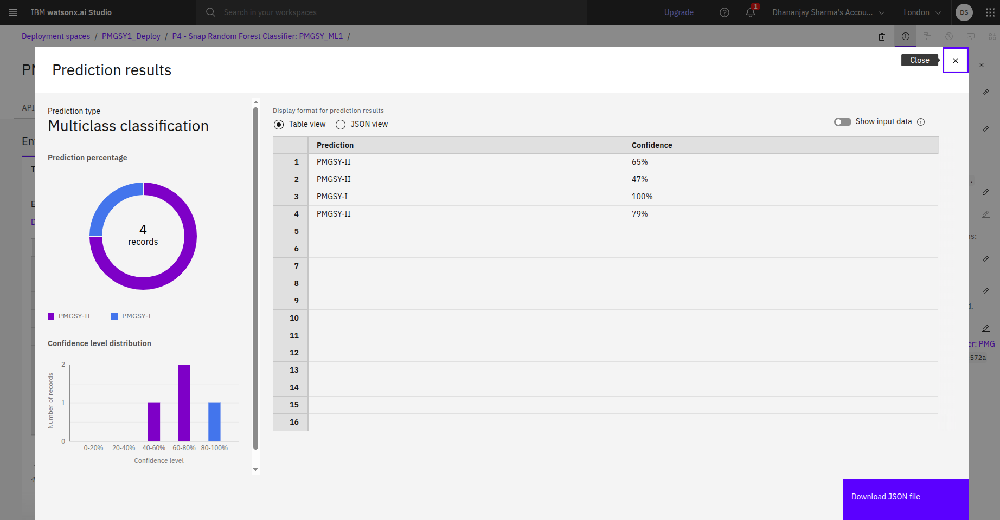 IBM watsonx.ai Studio
Search in your workspaces
Upgrade
1
Dhananjay Sharma's Accou...
London
DS
Deployment spaces / PMGSY1_Deploy / P4 - Snap Random Forest Classifier: PMGSY_ML1 /
Close
Prediction results
API
Prediction type
Multiclass classification
Prediction percentage
4
records
PMGSY-II
PMGSY-I
Confidence level distribution
Number of records
2
1
0
0-20%
20-40%
40-60%
60-80%
80-100%
Confidence level
Display format for prediction results
Table view
JSON view
Show input data
Prediction Confidence
1 PMGSY-II 65%
2 PMGSY-II 47%
3 PMGSY-I 100%
4 PMGSY-II 79%
5
6
7
8
9
10
11
12
13
14
15
16
er: PMG
:572a
Download JSON file